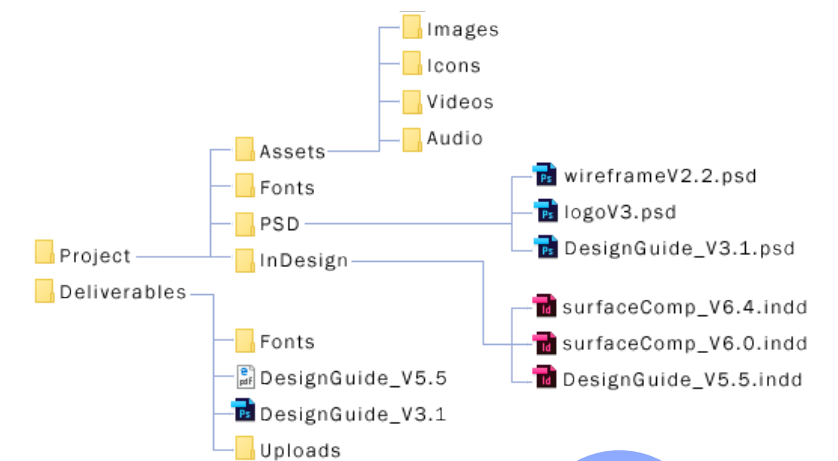 Images
Icons
Videos
Audio
Assets
Fonts
PSD
InDesign
wireframeV2.2.psd
logoV3.psd
DesignGuide_V3.1.psd
Project
Deliverables
surfaceComp_V6.4.indd
surfaceComp_V6.0.indd
DesignGuide_V5.5.indd
Fonts
DesignGuide_V5.5
DesignGuide_V3.1
Uploads